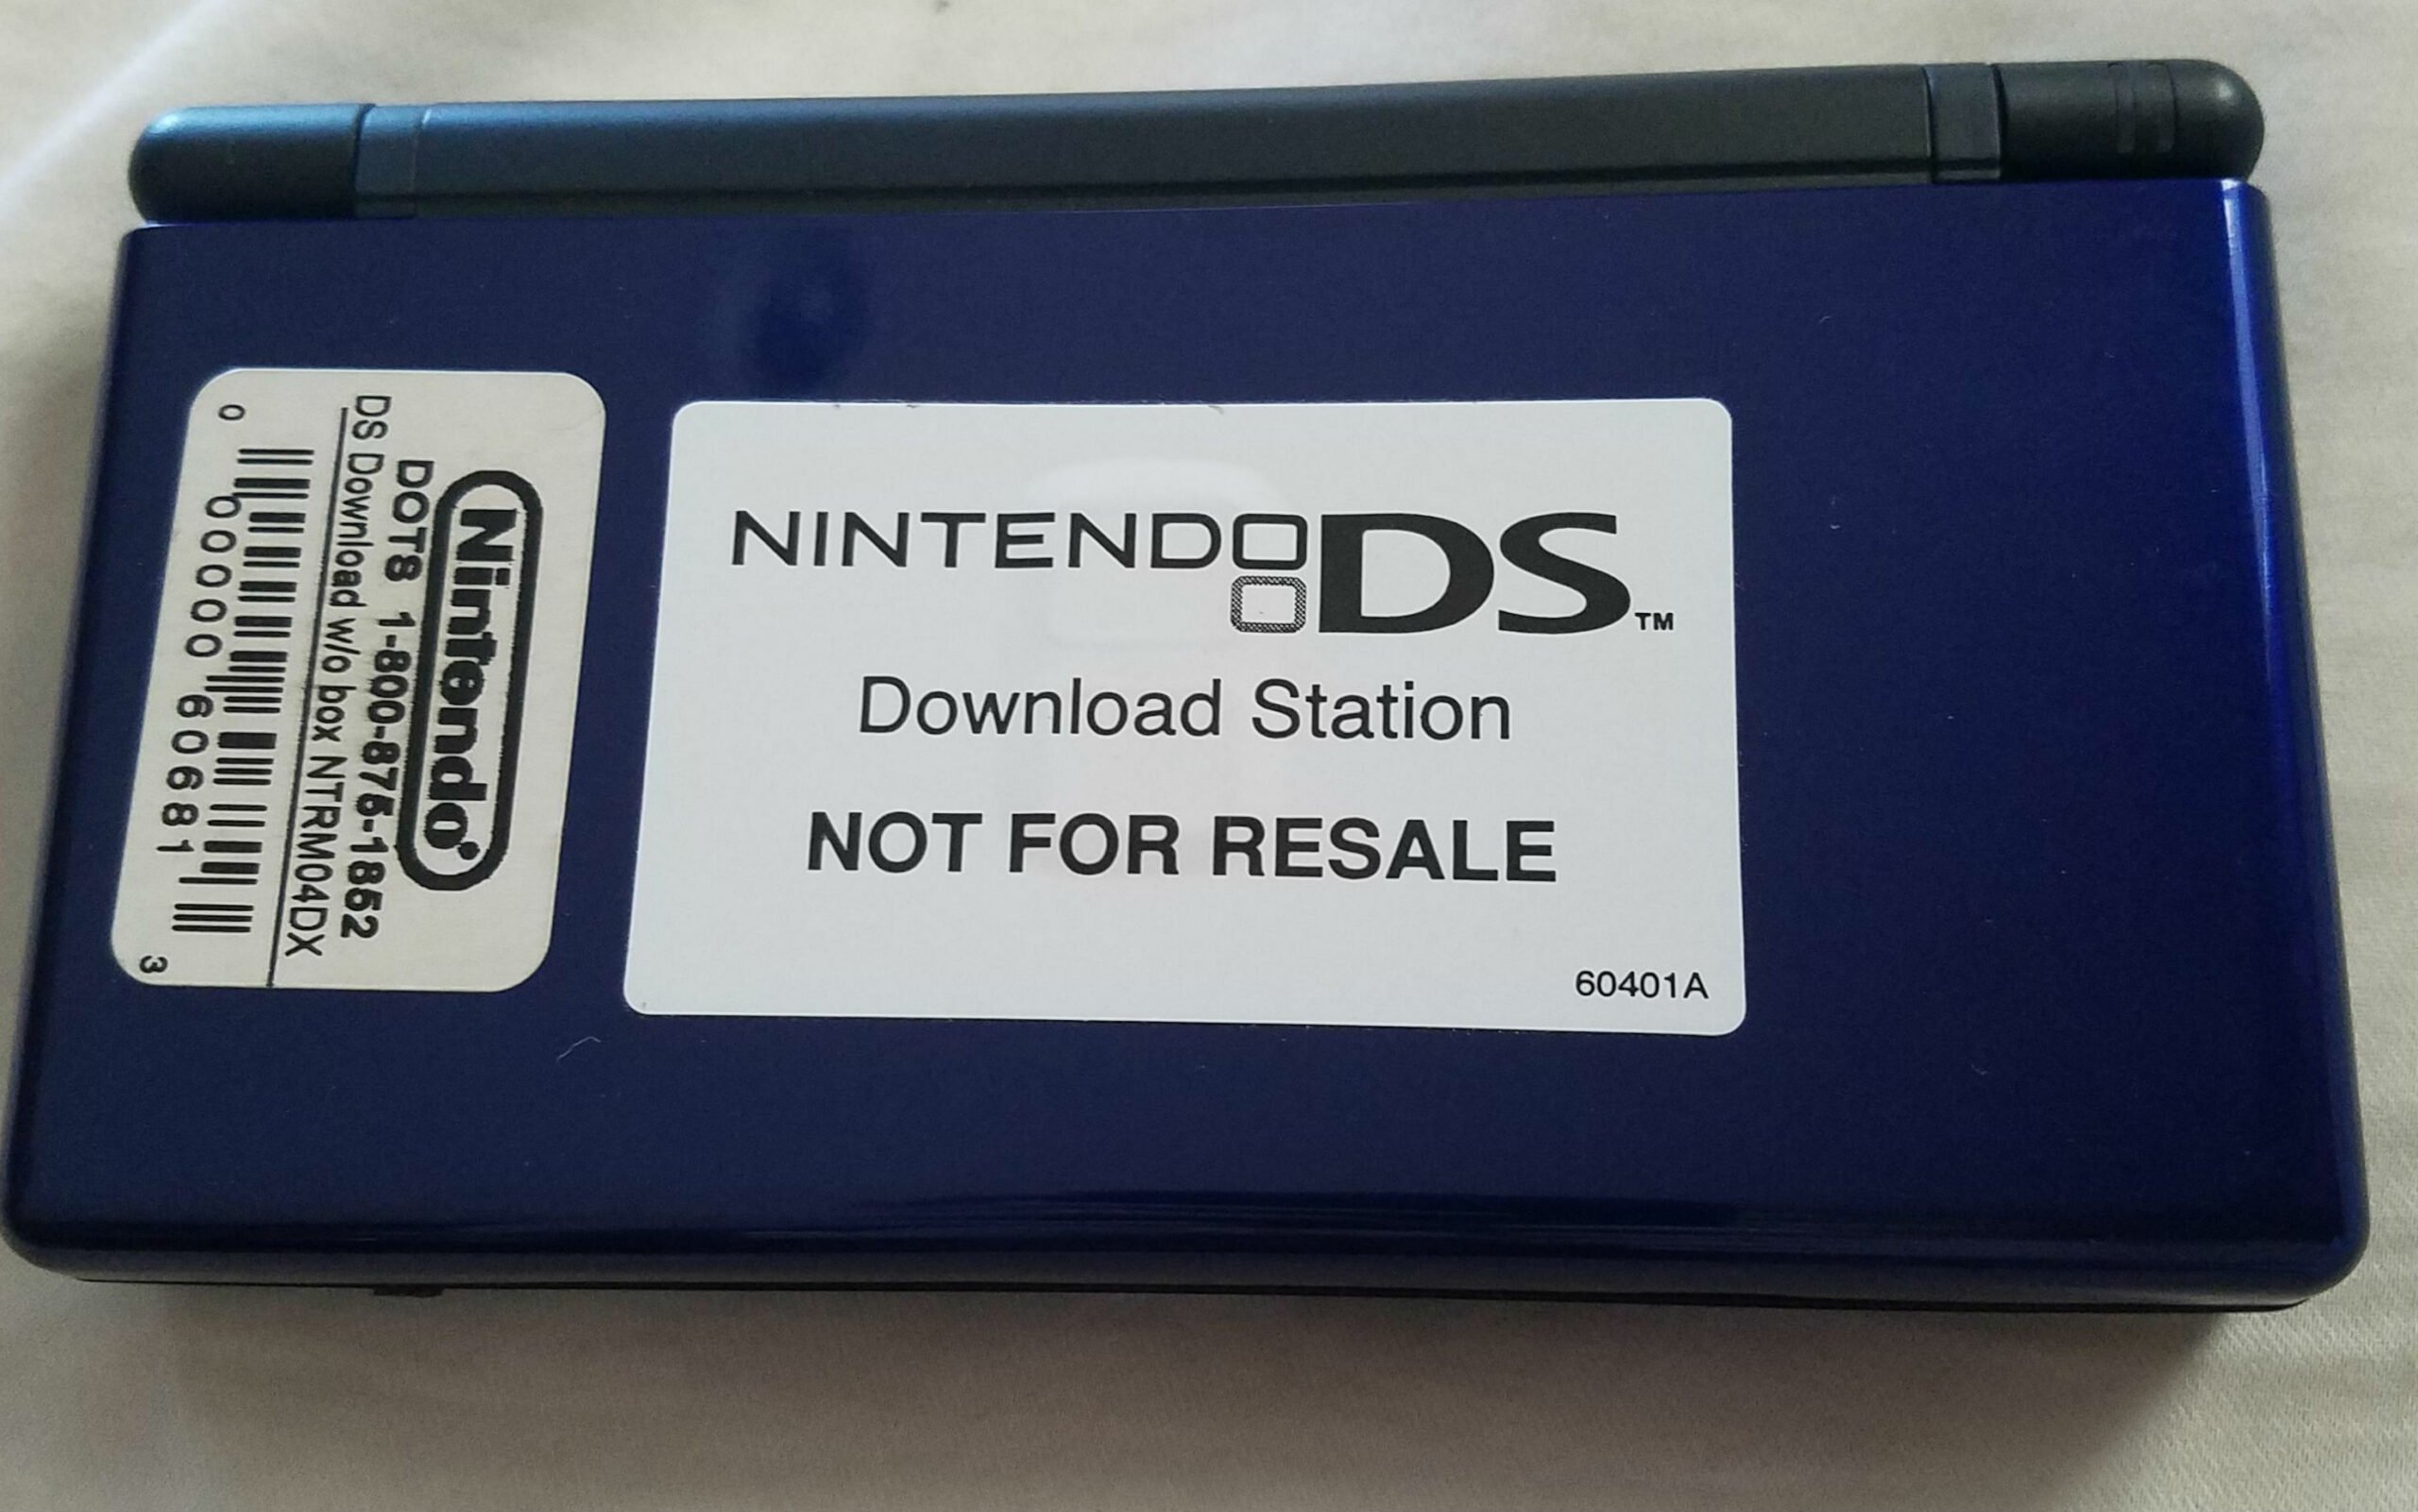 Nintendo®
DOTS 1-800-875-1852
DS Download w/o box NTRM04DX
0 00000 60681 3
NINTENDO DS™
Download Station
NOT FOR RESALE
60401A